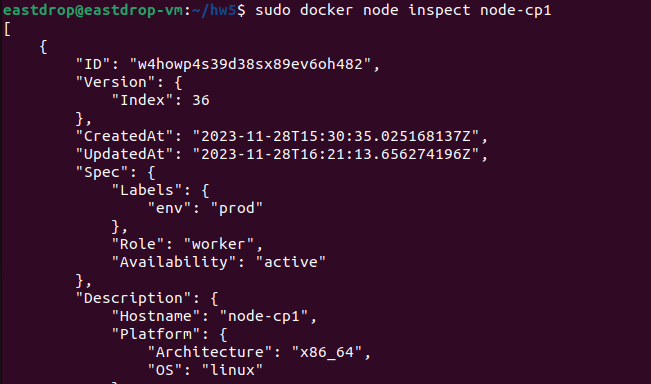 eastdrop@eastdrop-vm:~/hw5$ sudo docker node inspect node-cp1
[
    {
        "ID": "w4howp4s39d38sx89ev6oh482",
        "Version": {
            "Index": 36
        },
        "CreatedAt": "2023-11-28T15:30:35.025168137Z",
        "UpdatedAt": "2023-11-28T16:21:13.656274196Z",
        "Spec": {
            "Labels": {
                "env": "prod"
            },
            "Role": "worker",
            "Availability": "active"
        },
        "Description": {
            "Hostname": "node-cp1",
            "Platform": {
                "Architecture": "x86_64",
                "OS": "linux"